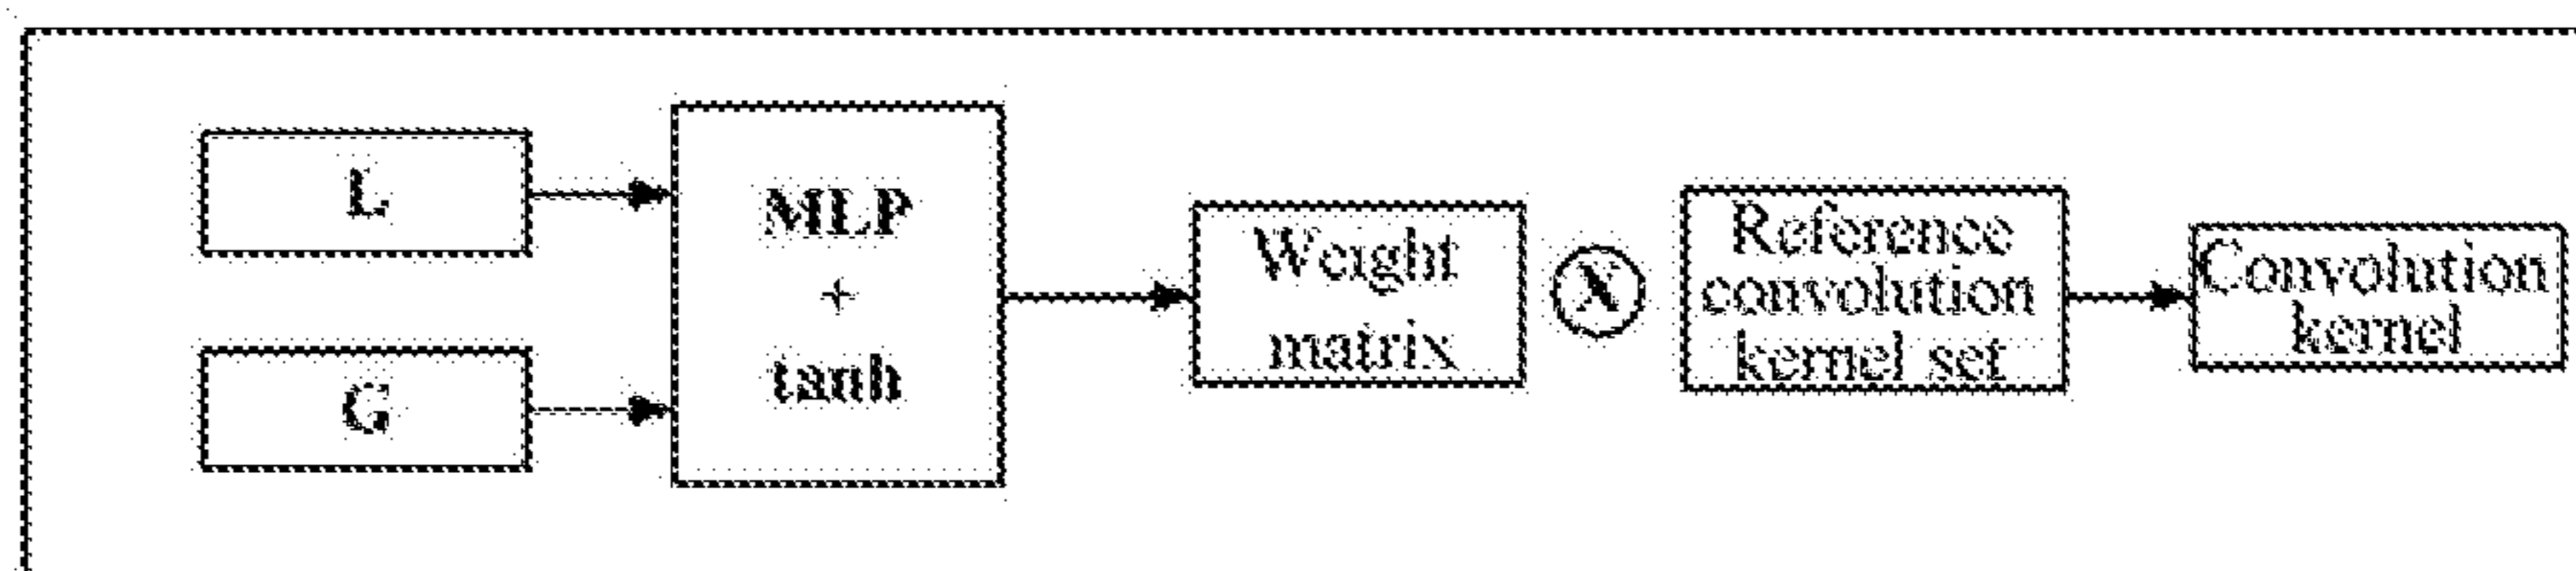 L
G
MLP
+
tanh
Weight
matrix
X
Reference
convolution
kernel set
Convolution
kernel